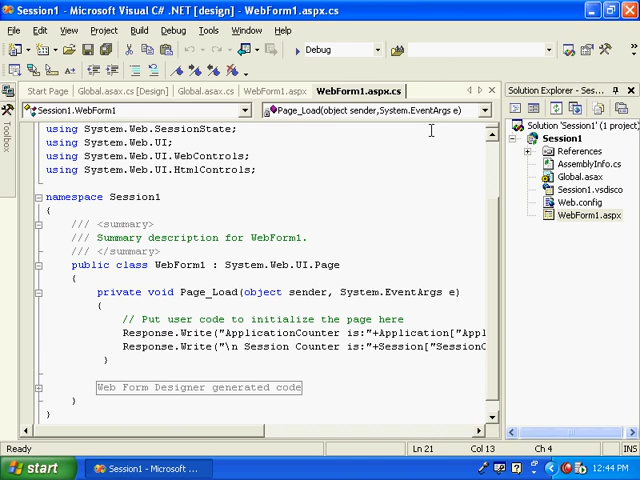 Session1 - Microsoft Visual C# .NET [design] - WebForm1.aspx.cs
File Edit View Project Build Debug Tools Window Help
Debug
Start Page Global.asax.cs [Design] Global.asax.cs WebForm1.aspx WebForm1.aspx.cs
Solution Explorer - Ses...
Session1.WebForm1 Page_Load(object sender,System.EventArgs e)
using System.Web.SessionState;
using System.Web.UI;
using System.Web.UI.WebControls;
using System.Web.UI.HtmlControls;
namespace Session1
{
/// <summary>
/// Summary description for WebForm1.
/// </summary>
public class WebForm1 : System.Web.UI.Page
{
private void Page_Load(object sender, System.EventArgs e)
{
// Put user code to initialize the page here
Response.Write("ApplicationCounter is:"+Application["Appl
Response.Write("\n Session Counter is:"+Session["SessionC
}
Web Form Designer generated code
}
}
Solution 'Session1' (1 project)
Session1
References
AssemblyInfo.cs
Global.asax
Session1.vsdisco
Web.config
WebForm1.aspx
Ready Ln 21 Col 13 Ch 4 INS
start Session1 - Microsoft ... 12:44 PM